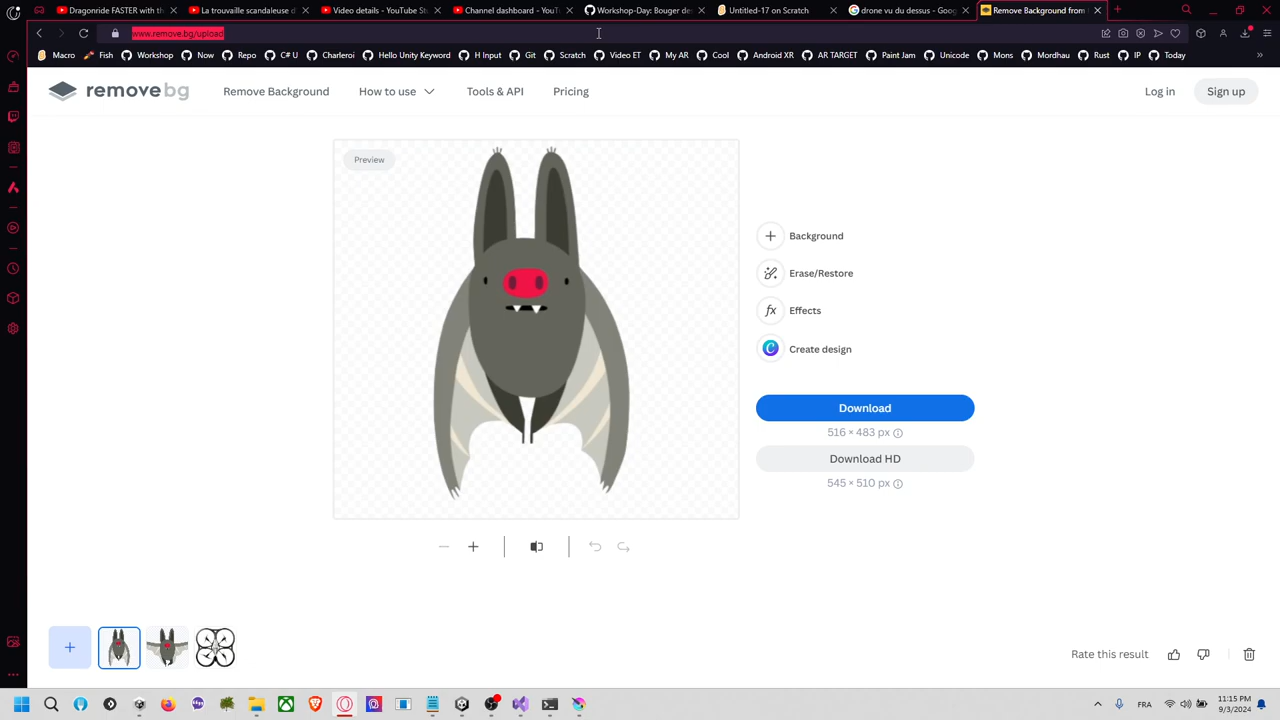 Dragonride FASTER with th
La trouvaille scandaleuse d'
Video details - YouTube Stu
Channel dashboard - YouT
Workshop-Day: Bouger des
Untitled-17 on Scratch
drone vu du dessus - Goog
Remove Background from
www.remove.bg/upload
Macro
Fish
Workshop
Now
Repo
C# U
Charleroi
Hello Unity Keyword
H Input
Git
Scratch
Video ET
My AR
Cool
Android XR
AR TARGET
Paint Jam
Unicode
Mons
Mordhau
Rust
IP
Today
removebg
Remove Background
How to use
Tools & API
Pricing
Log in
Sign up
Preview
Background
Erase/Restore
fx Effects
Create design
Download
516 × 483 px
Download HD
545 × 510 px
Rate this result
FRA
11:15 PM
9/3/2024